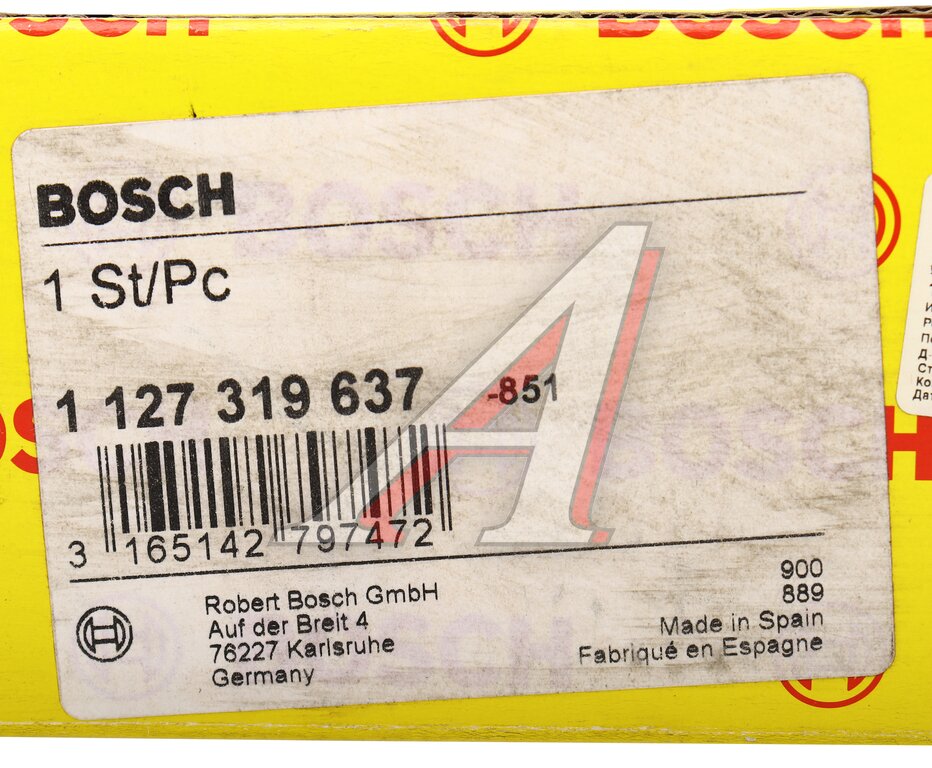 BOSCH
1 St/Pc
1 127 319 637 -851
3 165142 797472
Robert Bosch GmbH
Auf der Breit 4
76227 Karlsruhe
Germany
900
889
Made in Spain
Fabriqué en Espagne